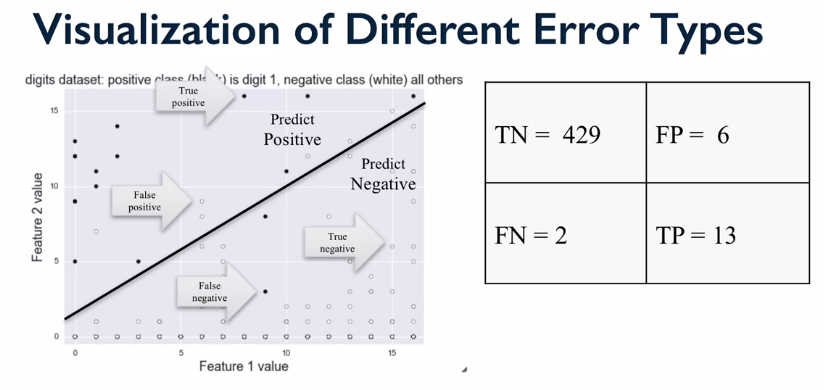 Visualization of Different Error Types
digits dataset: positive class (bla    ) is digit 1, negative class (white) all others
True
positive
Predict
Positive
Predict
Negative
False
positive
True
negative
False
negative
Feature 2 value
15
10
5
0
0
5
10
15
Feature 1 value
TN = 429
FP = 6
FN = 2
TP = 13